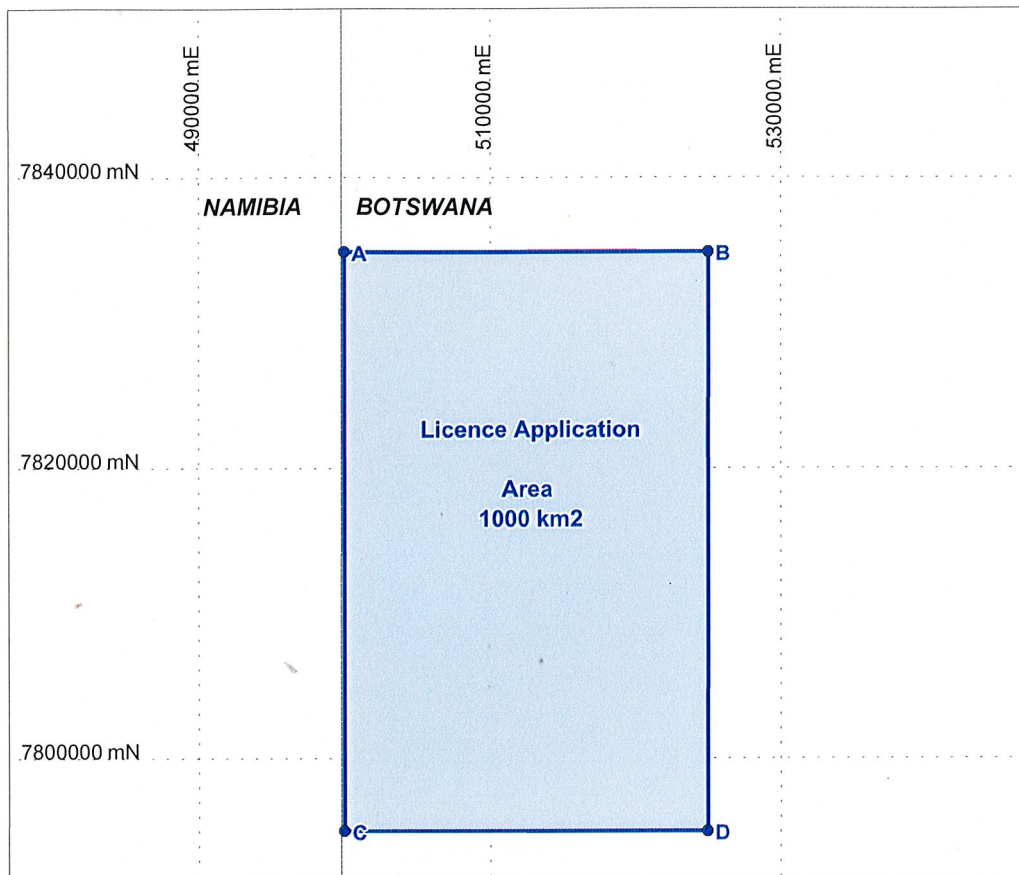 490000 mE
510000 mE
530000 mE
7840000 mN
NAMIBIA
BOTSWANA
A
B
Licence Application
7820000 mN
Area
1000 km2
7800000 mN
C
D